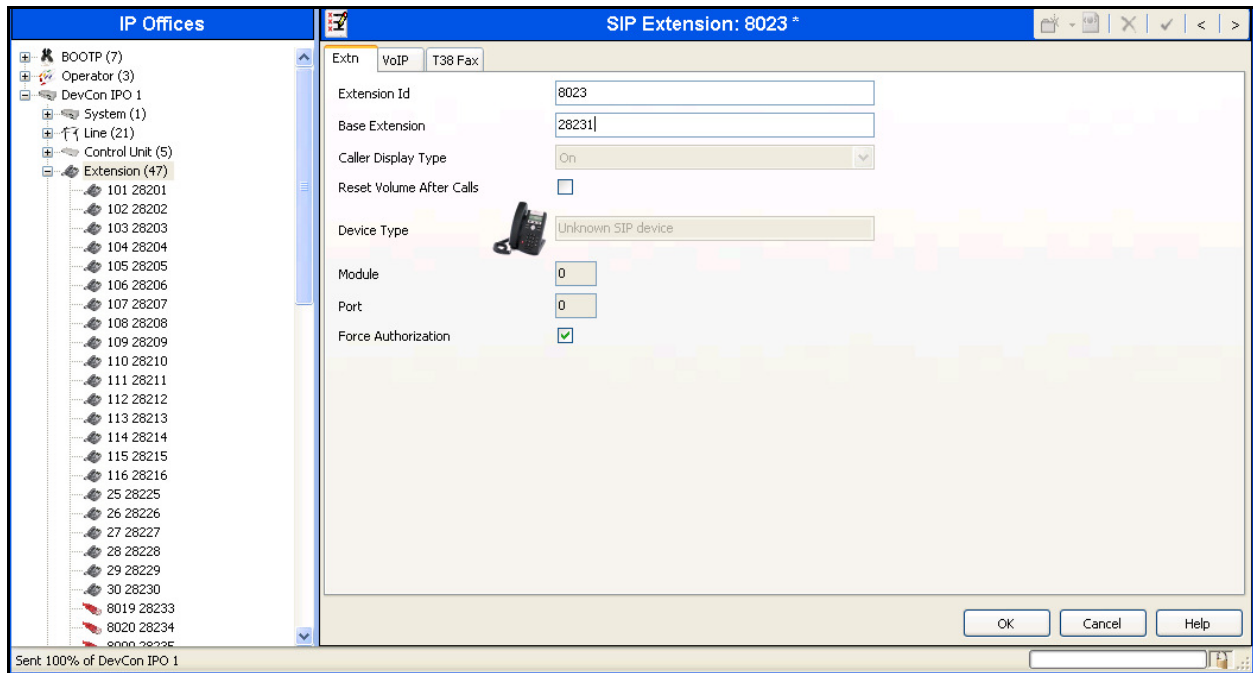 IP Offices
BOOTP (7)
Operator (3)
DevCon IPO 1
System (1)
Line (21)
Control Unit (5)
Extension (47)
101 28201
102 28202
103 28203
104 28204
105 28205
106 28206
107 28207
108 28208
109 28209
110 28210
111 28211
112 28212
113 28213
114 28214
115 28215
116 28216
25 28225
26 28226
27 28227
28 28228
29 28229
30 28230
8019 28233
8020 28234
SIP Extension: 8023 *
Extn VoIP T38 Fax
Extension Id 8023
Base Extension 28231
Caller Display Type On
Reset Volume After Calls
Device Type Unknown SIP device
Module 0
Port 0
Force Authorization
OK Cancel Help
Sent 100% of DevCon IPO 1